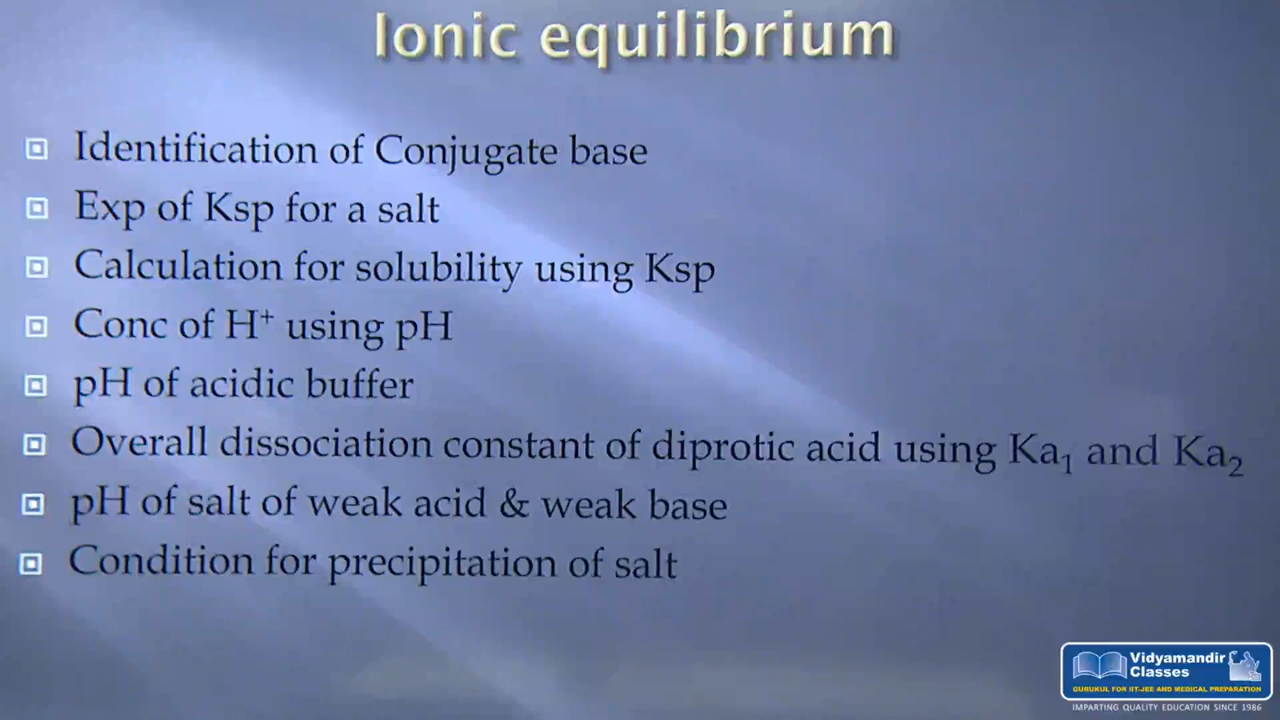 Ionic equilibrium
Identification of Conjugate base
Exp of Ksp for a salt
Calculation for solubility using Ksp
Conc of H⁺ using pH
pH of acidic buffer
Overall dissociation constant of diprotic acid using Ka₁ and Ka₂
pH of salt of weak acid & weak base
Condition for precipitation of salt
Vidyamandir
Classes
GURUKUL FOR IIT-JEE AND MEDICAL PREPARATION
IMPARTING QUALITY EDUCATION SINCE 1986